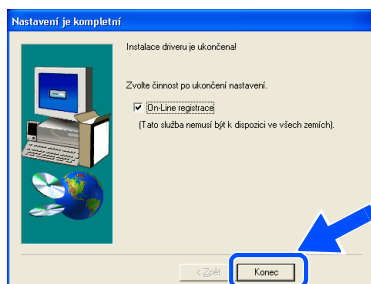 Nastavení je kompletní
Instalace driveru je ukončena!
Zvolte činnost po ukončení nastavení.
On-Line registrace
(Tato služba nemusí být k dispozici ve všech zemích).
< Zpět
Konec